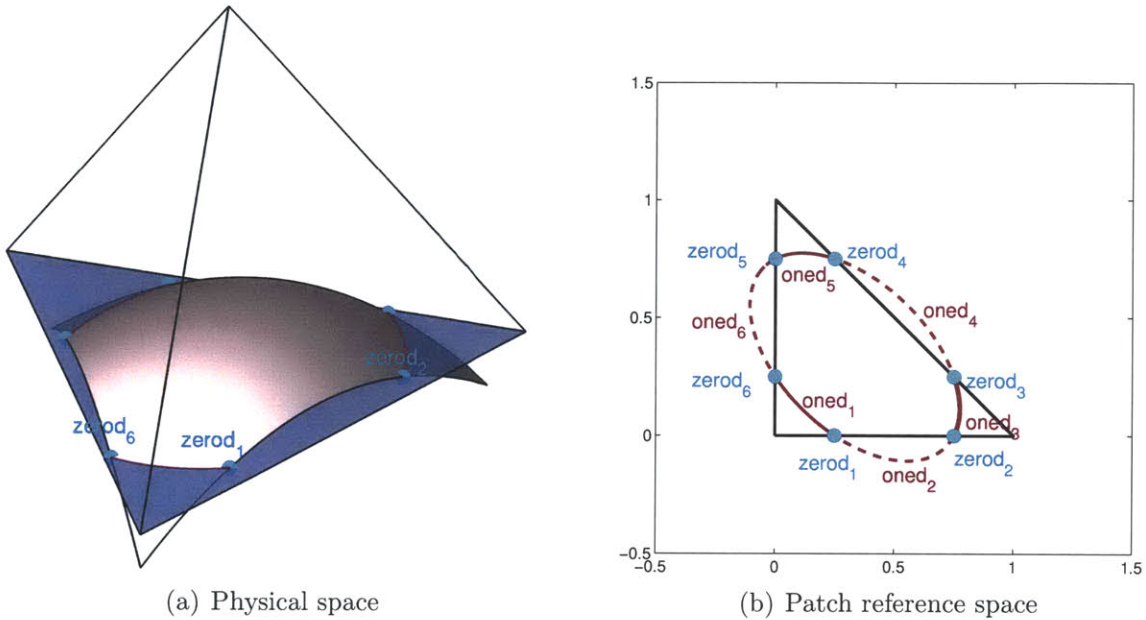 zerod2
zerod6
zerod1
(a) Physical space
1.5
1
0.5
0
-0.5
-0.5
0
0.5
1
1.5
zerod5
zerod4
oned5
oned4
oned6
zerod6
zerod3
oned1
oned3
zerod1
zerod2
oned2
(b) Patch reference space